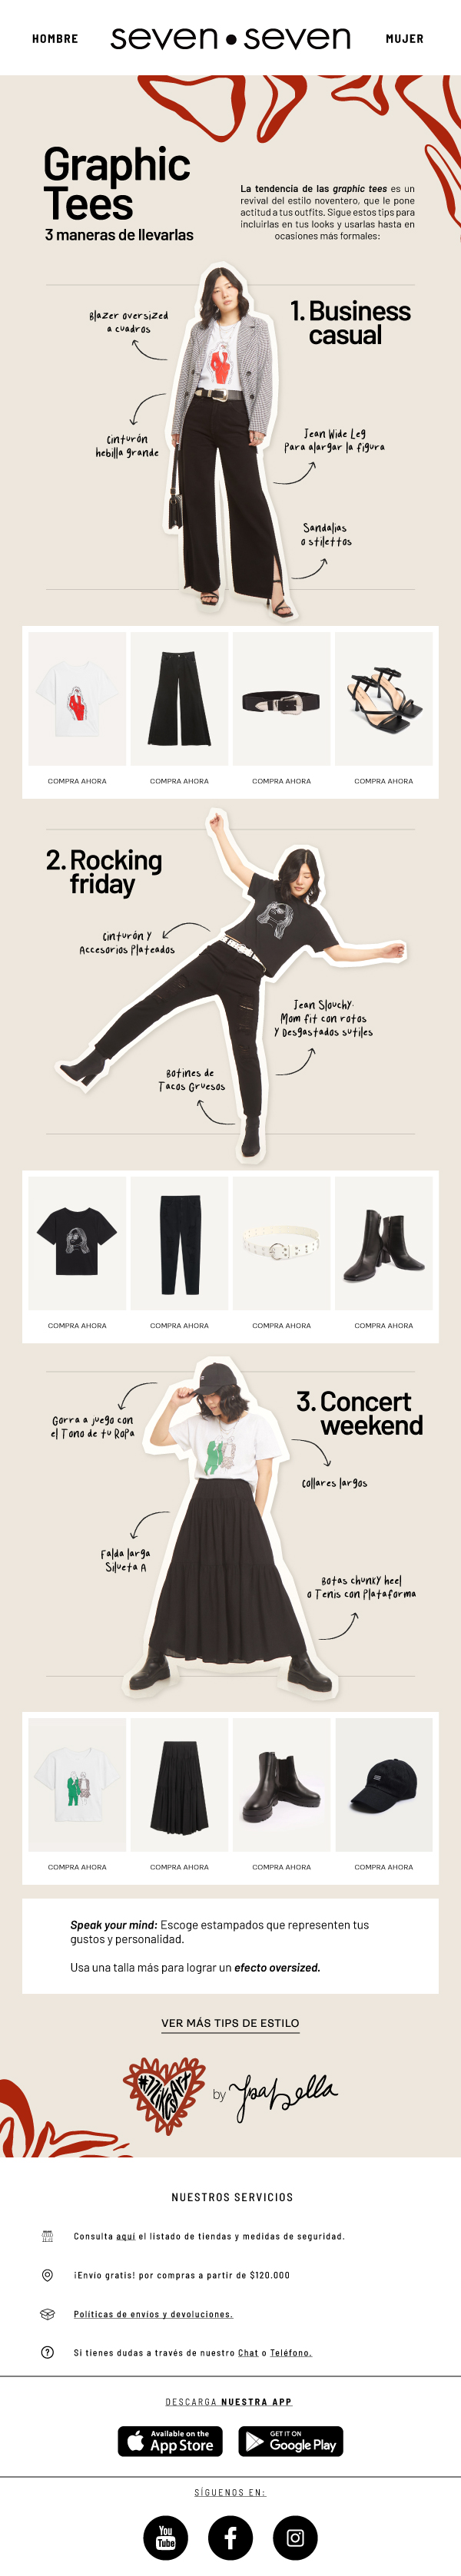 HOMBRE
seven • seven
MUJER
Graphic
Tees
3 maneras de llevarlas
La tendencia de las graphic tees es un
revival del estilo noventero, que le pone
actitud a tus outfits. Sigue estos tips para
incluirlas en tus looks y usarlas hasta en
ocasiones más formales:
1. Business
casual
Blazer oversized
a cuadros
Cinturón
hebilla grande
Jean Wide Leg
Para alargar la figura
Sandalias
o stilettos
COMPRA AHORA
COMPRA AHORA
COMPRA AHORA
COMPRA AHORA
2. Rocking
friday
Cinturón Y
Accesorios Plateados
Jean Slouchy:
Mom fit con rotos
Y Desgastados sutiles
Botines de
Tacos Gruesos
COMPRA AHORA
COMPRA AHORA
COMPRA AHORA
COMPRA AHORA
3. Concert
weekend
Gorra a juego con
el Tono de tu Ropa
Collares largos
Falda larga
Silueta A
Botas chunky heel
o Tenis con Plataforma
COMPRA AHORA
COMPRA AHORA
COMPRA AHORA
COMPRA AHORA
Speak your mind: Escoge estampados que representen tus
gustos y personalidad.
Usa una talla más para lograr un efecto oversized.
VER MÁS TIPS DE ESTILO
by Ysabella
NUESTROS SERVICIOS
Consulta aquí el listado de tiendas y medidas de seguridad.
¡Envío gratis! por compras a partir de $120.000
Políticas de envíos y devoluciones.
Si tienes dudas a través de nuestro Chat o Teléfono.
DESCARGA NUESTRA APP
Available on the
App Store
GET IT ON
Google Play
SÍGUENOS EN:
You
Tube